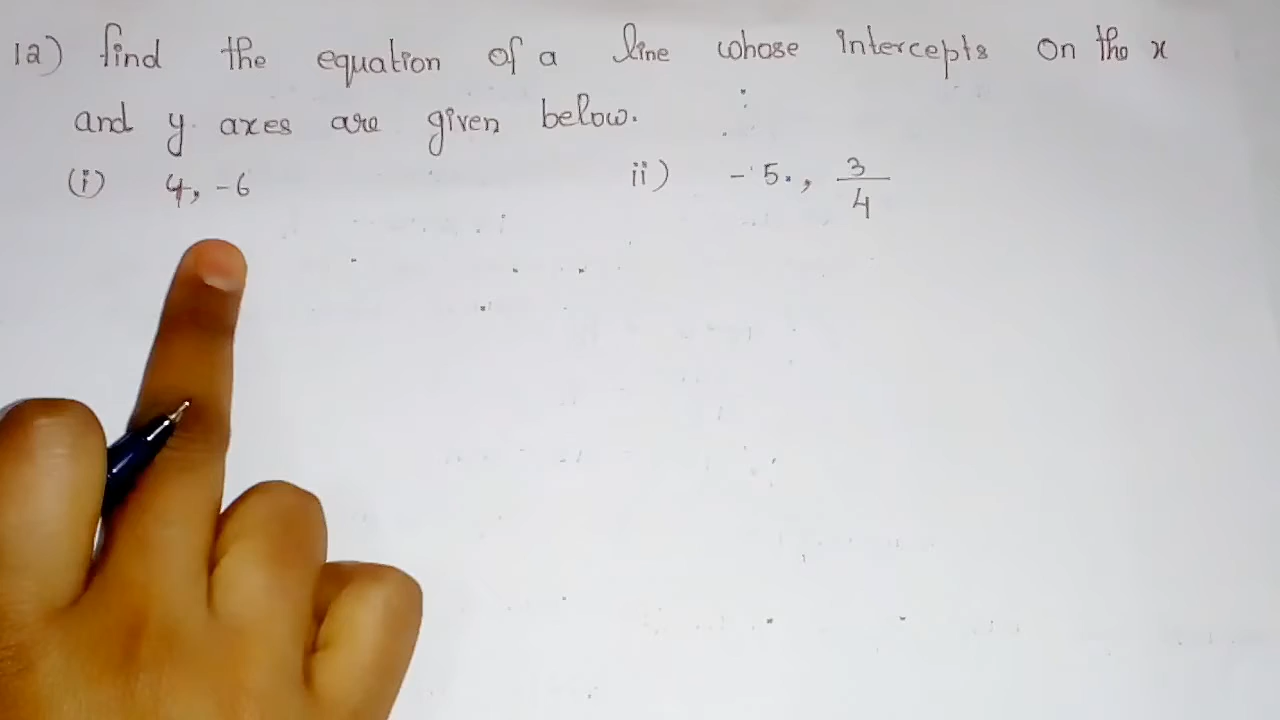 12) find the equation of a line whose intercepts on the x
and y axes are given below.
(i) 4, -6 ii) -5, 3/4